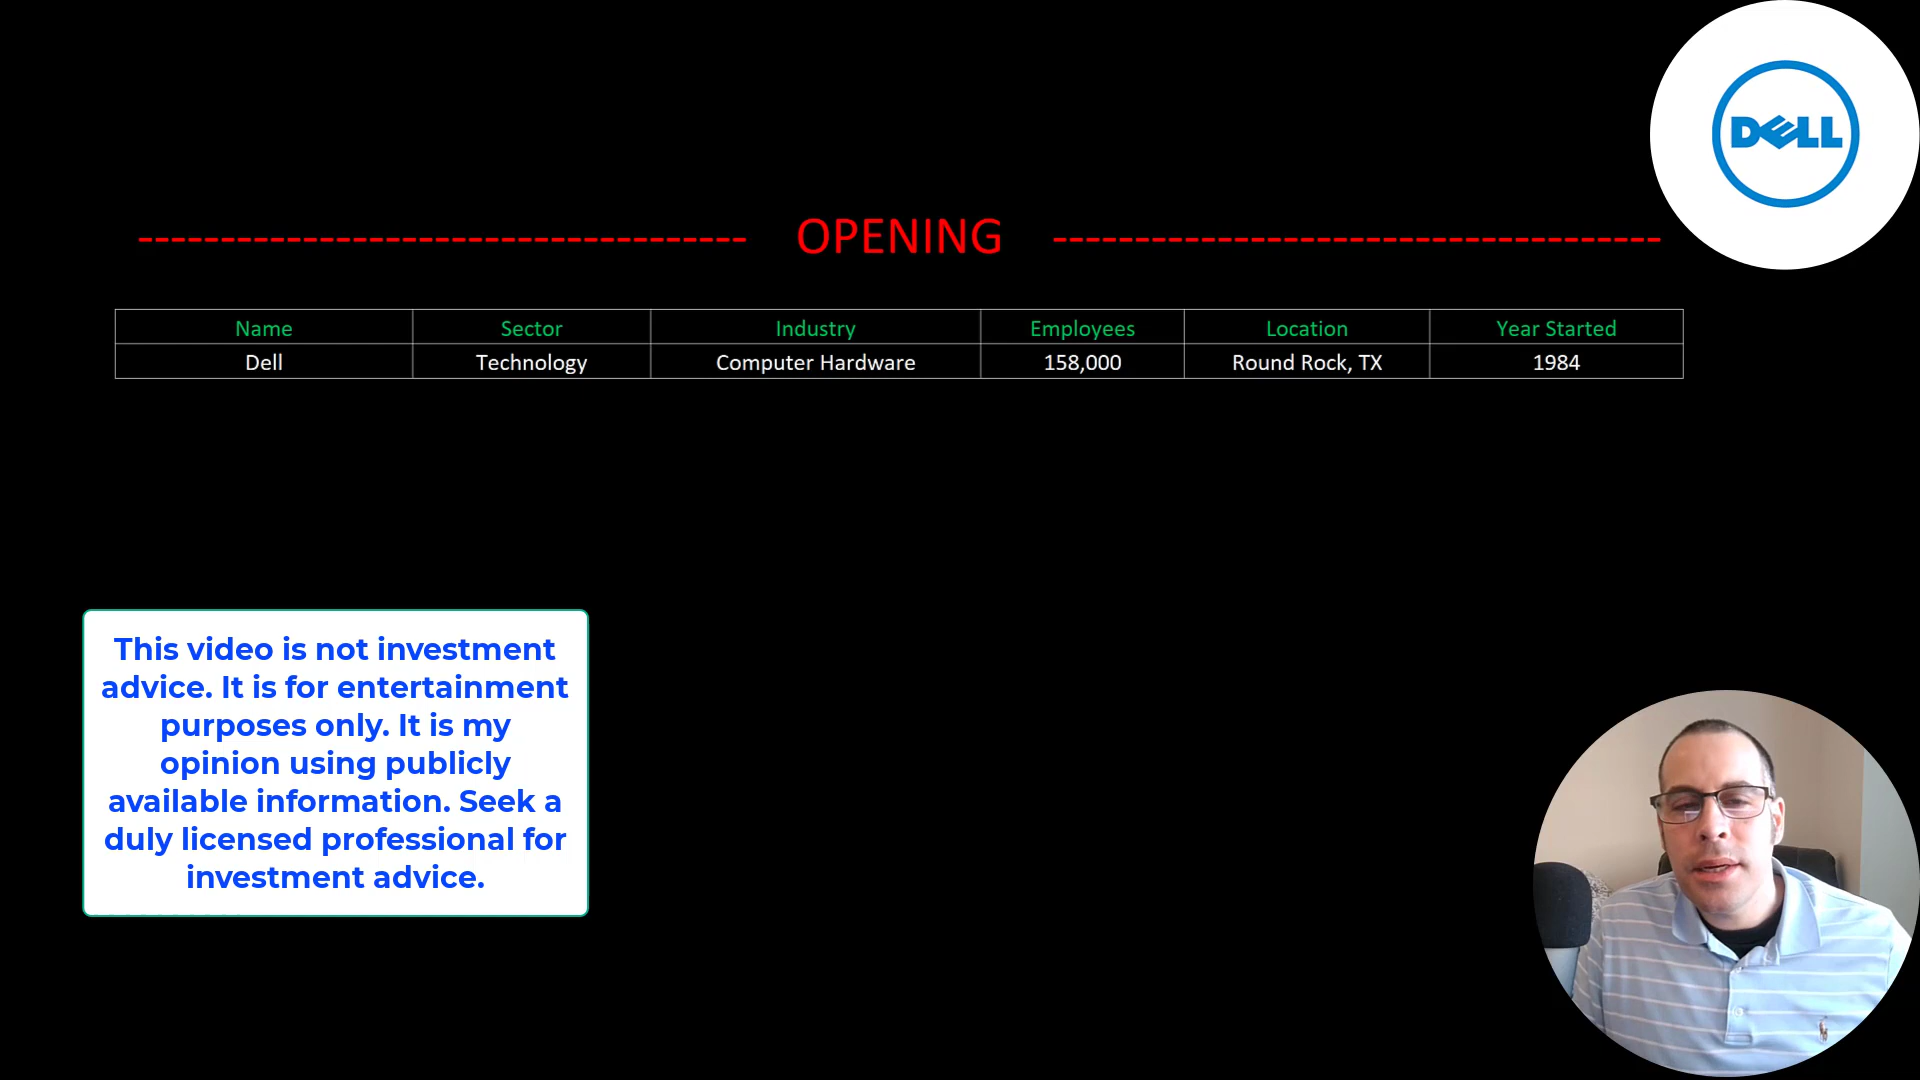 DELL
----------------------------------- OPENING -----------------------------------
Name Sector Industry Employees Location Year Started
Dell Technology Computer Hardware 158,000 Round Rock, TX 1984
This video is not investment
advice. It is for entertainment
purposes only. It is my
opinion using publicly
available information. Seek a
duly licensed professional for
investment advice.